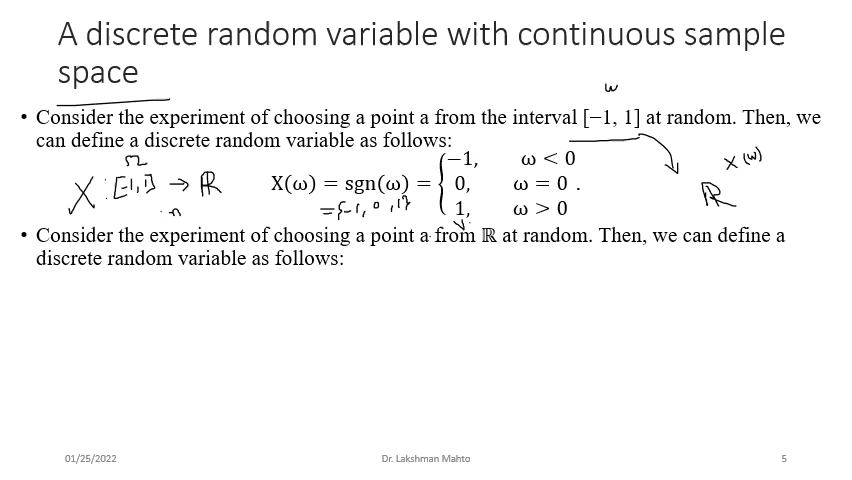 A discrete random variable with continuous sample
space
ω
• Consider the experiment of choosing a point a from the interval [−1, 1] at random. Then, we
can define a discrete random variable as follows:
Ω
X : [-1, 1] → ℝ
X(ω) = sgn(ω) = { −1, ω < 0
0, ω = 0 .
1, ω > 0
= {-1, 0, 1}
X(ω)
ℝ
• Consider the experiment of choosing a point a from ℝ at random. Then, we can define a
discrete random variable as follows:
01/25/2022 Dr. Lakshman Mahto 5